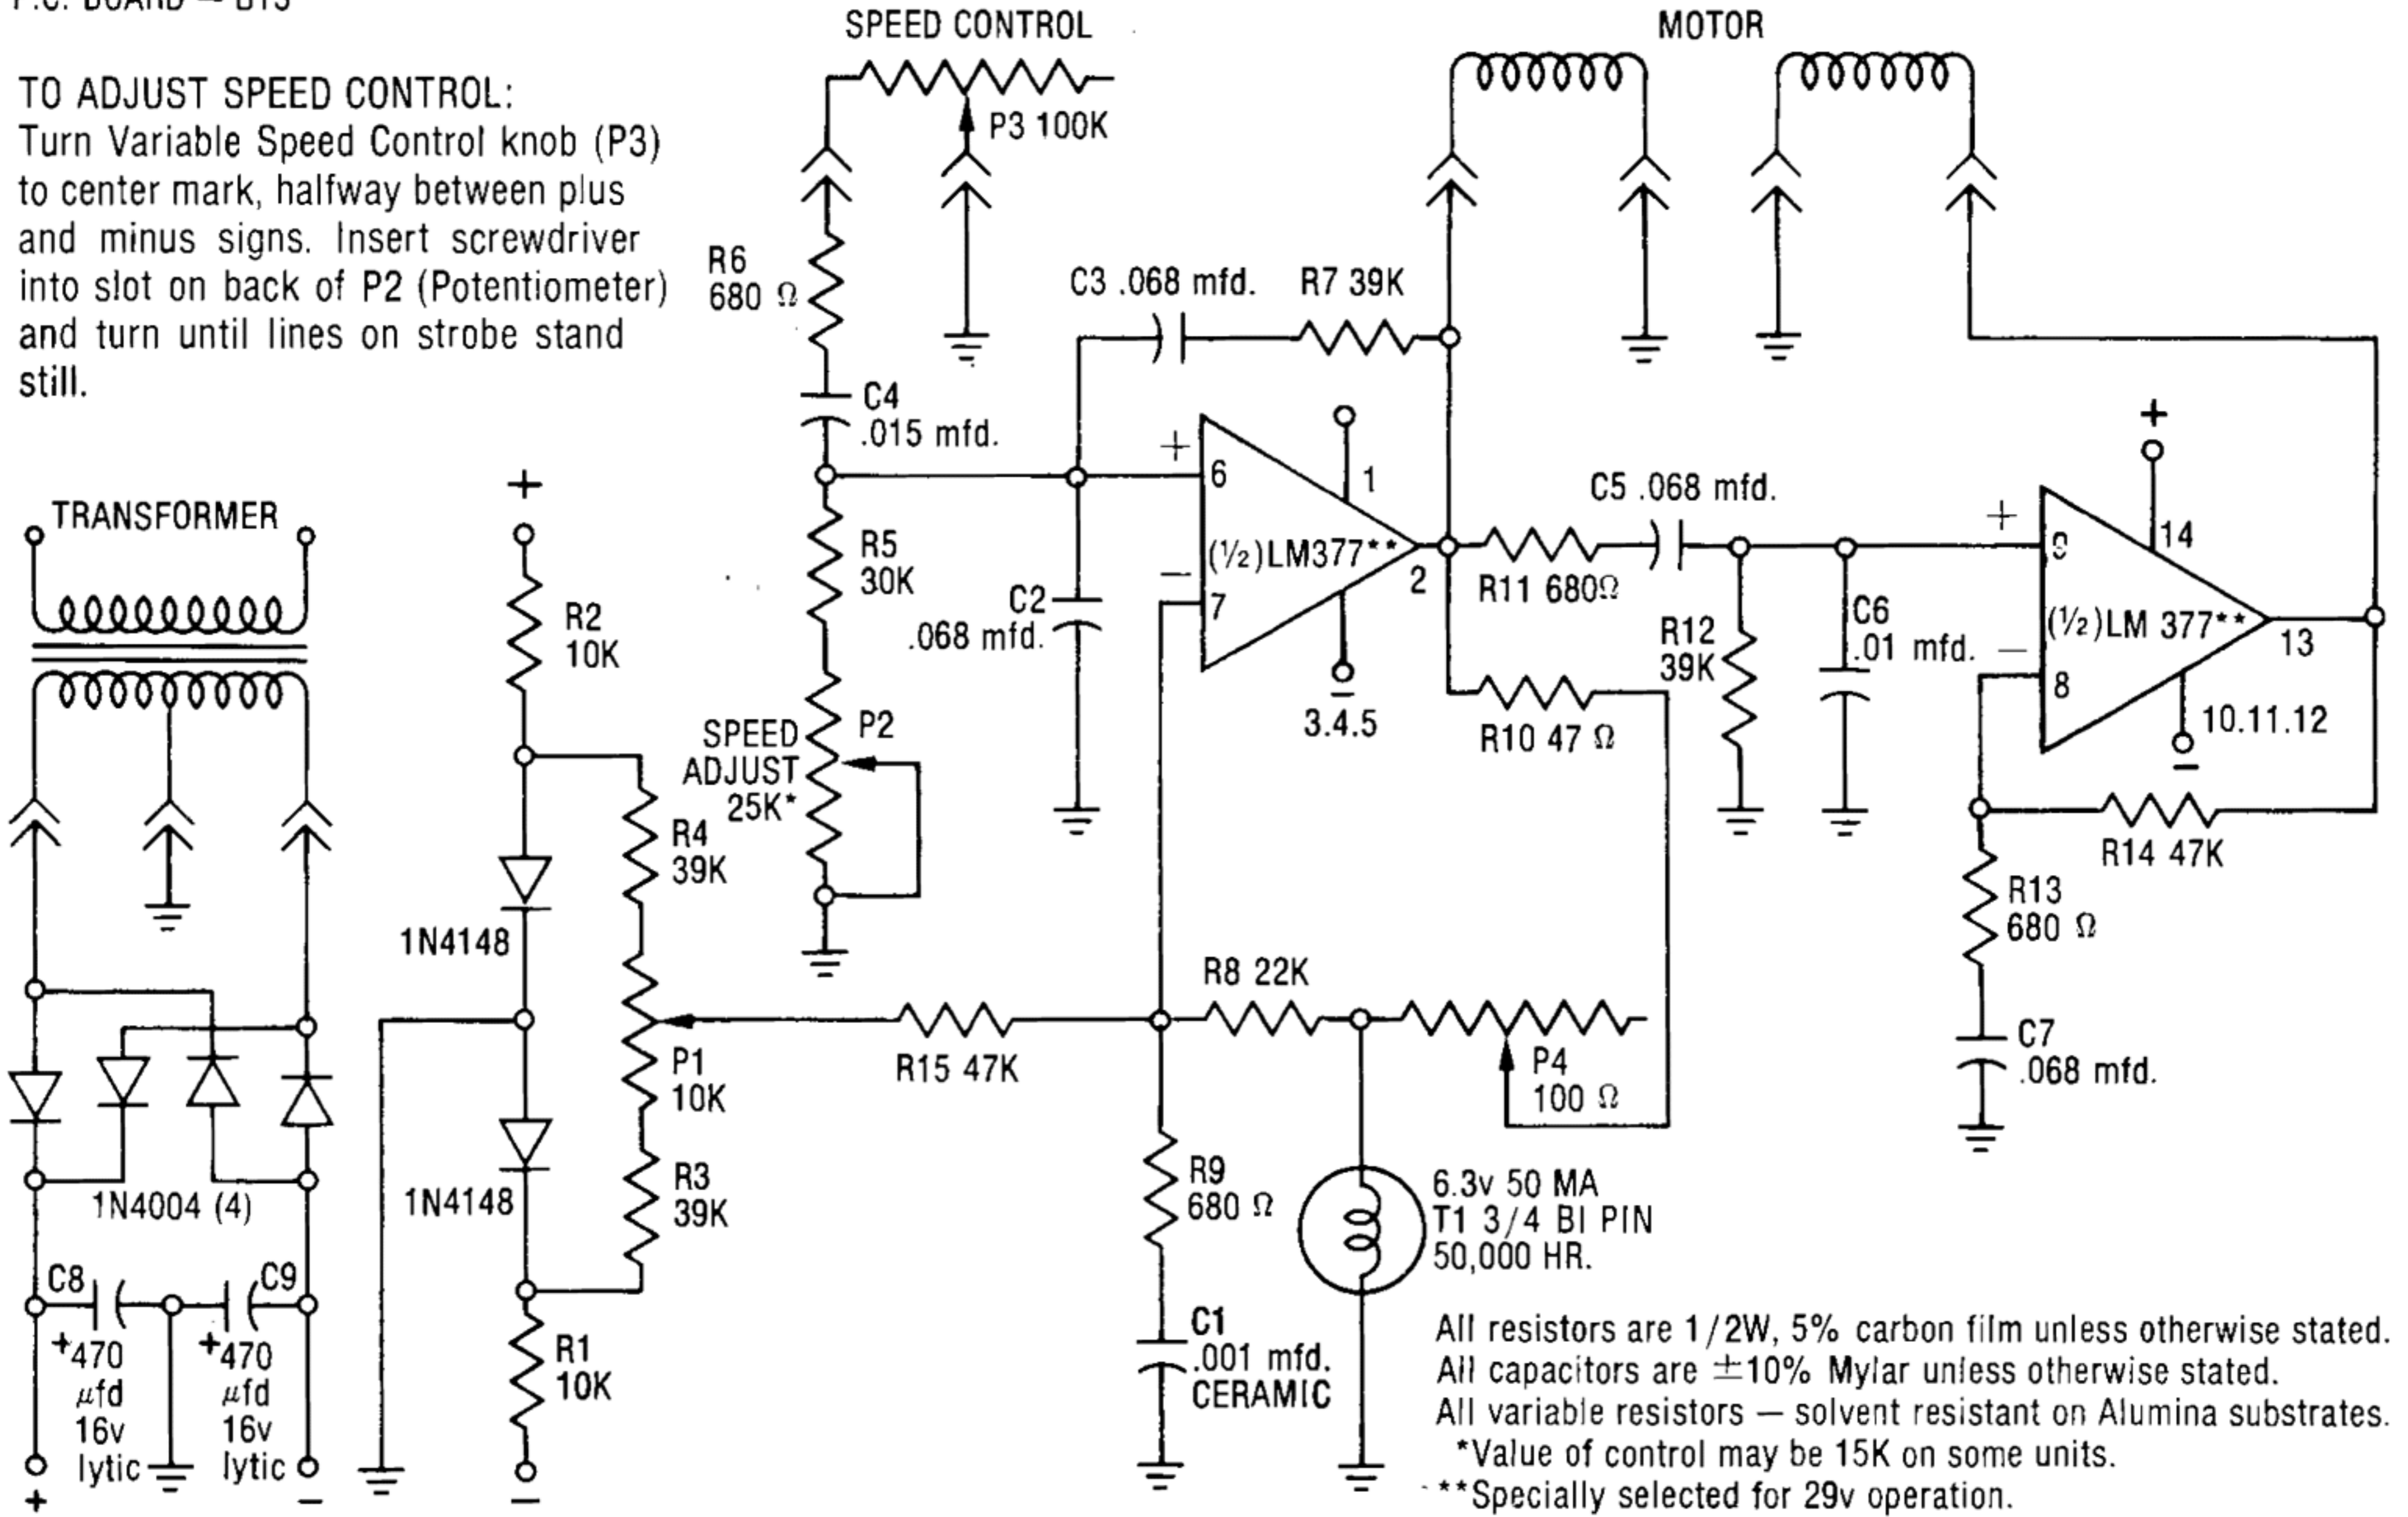 TO ADJUST SPEED CONTROL:
Turn Variable Speed Control knob (P3)
to center mark, halfway between plus
and minus signs. Insert screwdriver
into slot on back of P2 (Potentiometer)
and turn until lines on strobe stand
still.
SPEED CONTROL
P3 100K
MOTOR
R6
680 Ω
C3 .068 mfd.
R7 39K
C4
.015 mfd.
TRANSFORMER
+
R2
10K
R5
30K
C2
.068 mfd.
+
6
1
(½)LM377**
−
7
2
−
3.4.5
C5 .068 mfd.
R11 680Ω
R10 47 Ω
R12
39K
C6
.01 mfd.
+
+
9
14
(½)LM 377**
13
−
8
10.11.12
−
R14 47K
R13
680 Ω
C7
.068 mfd.
SPEED
ADJUST
25K*
P2
R4
39K
1N4148
P1
10K
R15 47K
R8 22K
P4
100 Ω
1N4148
R3
39K
R9
680 Ω
6.3v 50 MA
T1 3/4 BI PIN
50,000 HR.
1N4004 (4)
C8
C9
+470
μfd
16v
lytic
+470
μfd
16v
lytic
+
−
R1
10K
−
C1
.001 mfd.
CERAMIC
All resistors are 1/2W, 5% carbon film unless otherwise stated.
All capacitors are ±10% Mylar unless otherwise stated.
All variable resistors — solvent resistant on Alumina substrates.
*Value of control may be 15K on some units.
**Specially selected for 29v operation.